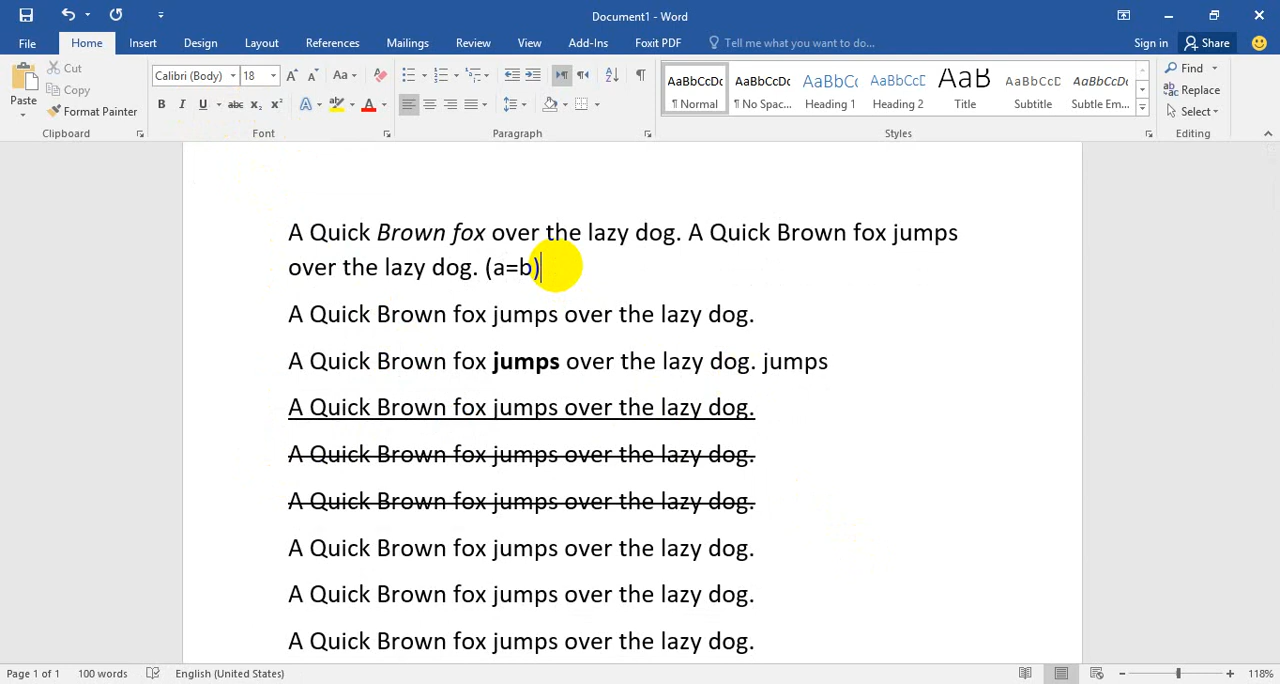 Document1 - Word
File Home Insert Design Layout References Mailings Review View Add-Ins Foxit PDF Tell me what you want to do... Sign in Share
Paste
Cut
Copy
Format Painter
Clipboard
Calibri (Body) 18 Aa
B I U abc x₂ x² A ab A
Font
Paragraph
AaBbCcDc AaBbCcDc AaBbCc AaBbCcD AaB AaBbCcD AaBbCcDc
¶ Normal ¶ No Spac... Heading 1 Heading 2 Title Subtitle Subtle Em...
Styles
Find
Replace
Select
Editing
A Quick Brown fox over the lazy dog. A Quick Brown fox jumps
over the lazy dog. (a=b)
A Quick Brown fox jumps over the lazy dog.
A Quick Brown fox jumps over the lazy dog. jumps
A Quick Brown fox jumps over the lazy dog.
A Quick Brown fox jumps over the lazy dog.
A Quick Brown fox jumps over the lazy dog.
A Quick Brown fox jumps over the lazy dog.
A Quick Brown fox jumps over the lazy dog.
A Quick Brown fox jumps over the lazy dog.
Page 1 of 1 100 words English (United States) 118%